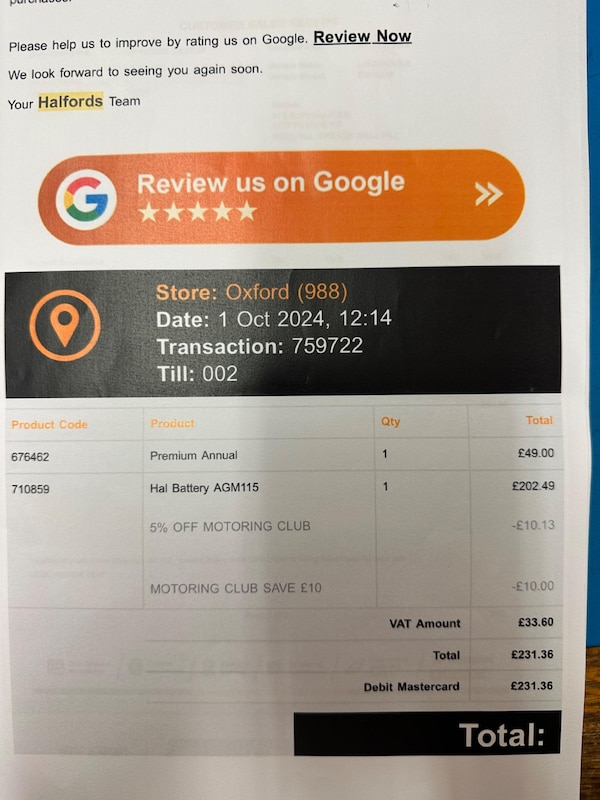 purchases.
Please help us to improve by rating us on Google. Review Now
We look forward to seeing you again soon.
Your Halfords Team
Review us on Google
Store: Oxford (988)
Date: 1 Oct 2024, 12:14
Transaction: 759722
Till: 002
Product Code Product Qty Total
676462 Premium Annual 1 £49.00
710859 Hal Battery AGM115 1 £202.49
5% OFF MOTORING CLUB -£10.13
MOTORING CLUB SAVE £10 -£10.00
VAT Amount £33.60
Total £231.36
Debit Mastercard £231.36
Total: